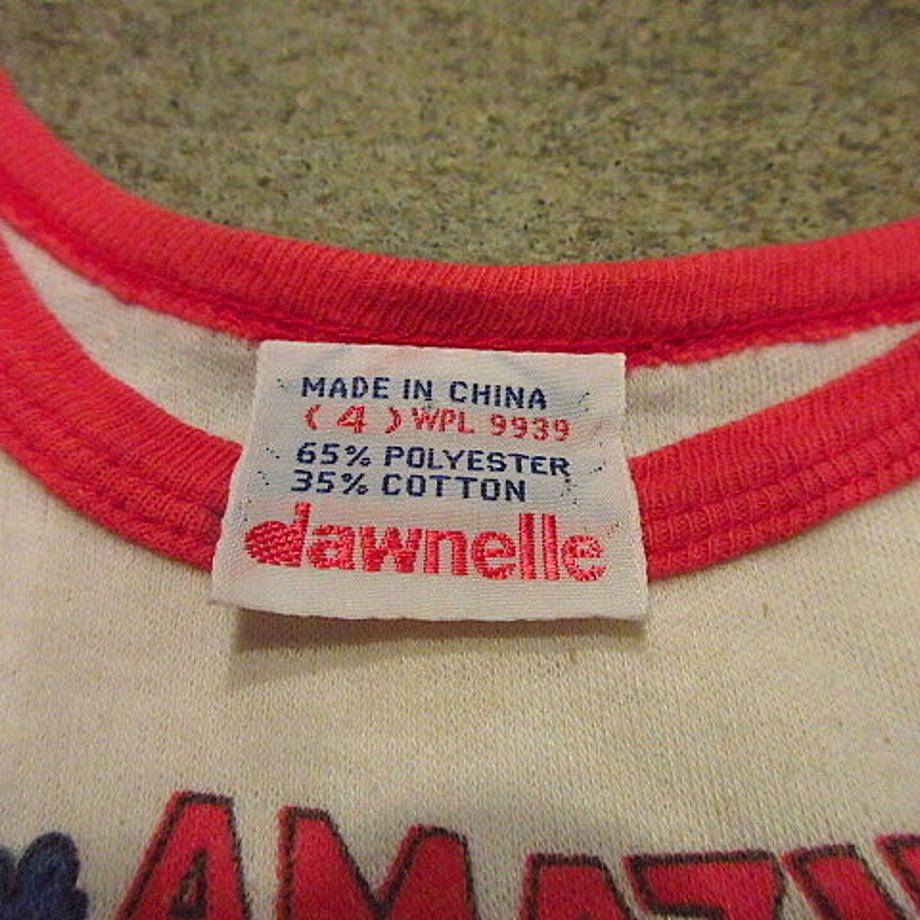 MADE IN CHINA
(4) WPL 9939
65% POLYESTER
35% COTTON
dawnelle